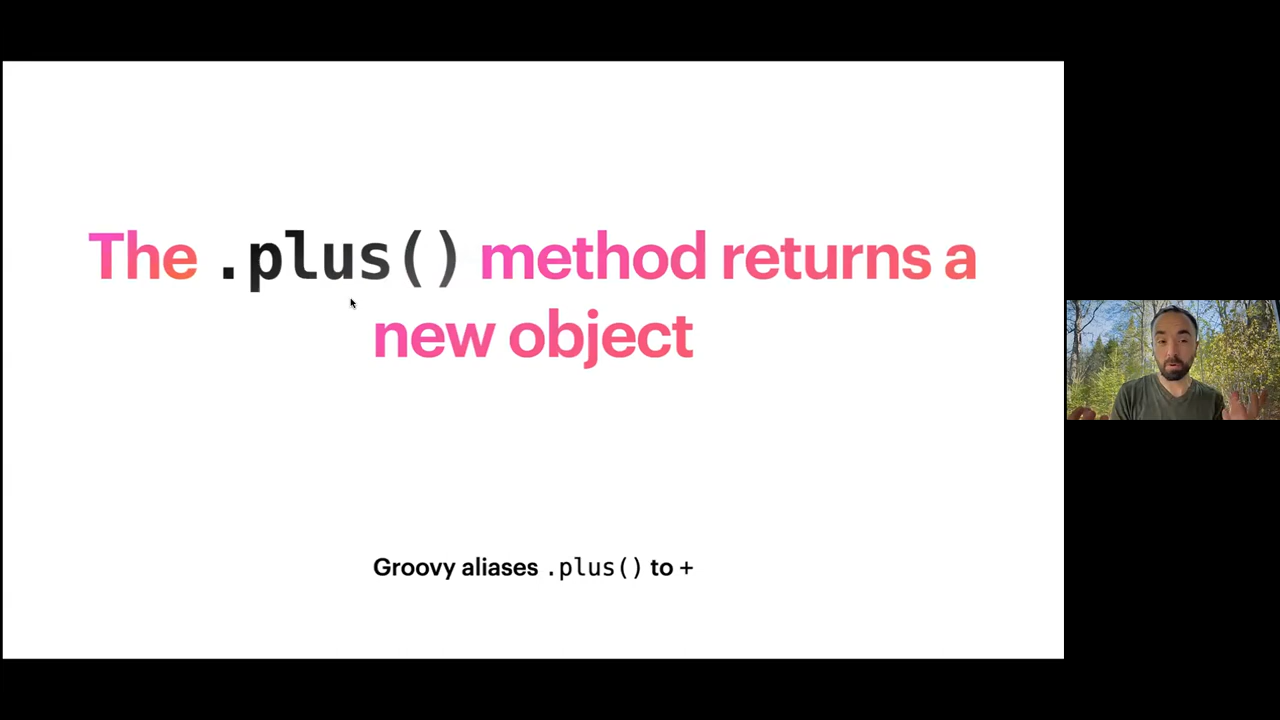 The .plus() method returns a
new object
Groovy aliases .plus() to +